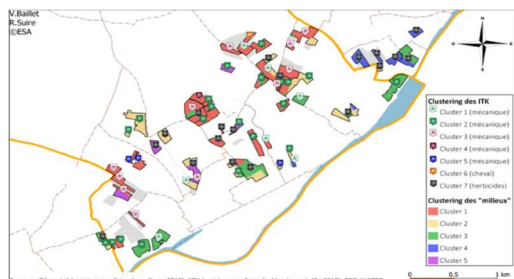 V.Baillet
R.Suire
©ESA
N
O
E
S
Clustering des ITK
Cluster 1 (mécanique)
Cluster 2 (mécanique)
Cluster 3 (mécanique)
Cluster 4 (mécanique)
Cluster 5 (mécanique)
Cluster 6 (cheval)
Cluster 7 (herbicides)
Clustering des "milieux"
Cluster 1
Cluster 2
Cluster 3
Cluster 4
Cluster 5
0 0.5 1 km